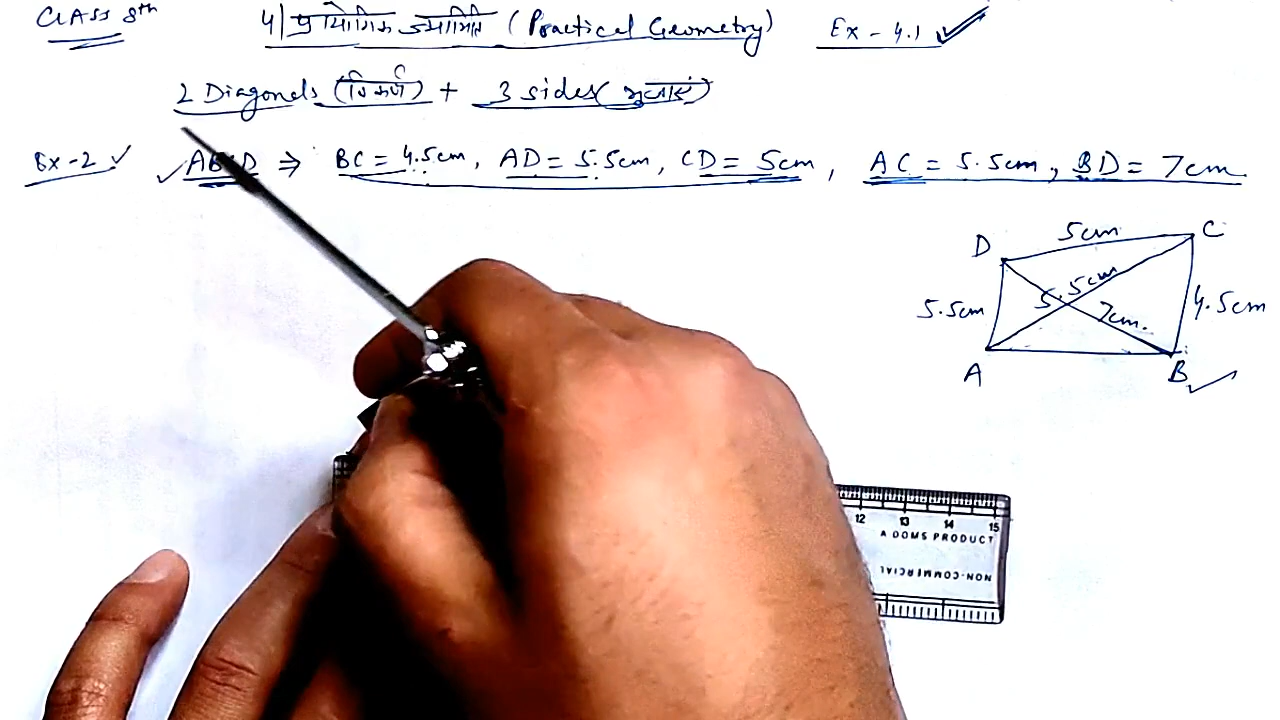 CLASS 8th 4| प्रायोगिक ज्यामिति (Practical Geometry) Ex - 4.1
2 Diagonals (विकर्ण) + 3 sides (भुजाएं)
Ex-2 ABCD ⇒ BC = 4.5cm, AD = 5.5cm, CD = 5cm, AC = 5.5cm, BD = 7cm
D 5cm C
5.5cm 5.5cm 7cm 4.5cm
A B
12 13 14 15
A DOMS PRODUCT
NON-COMMERCIAL